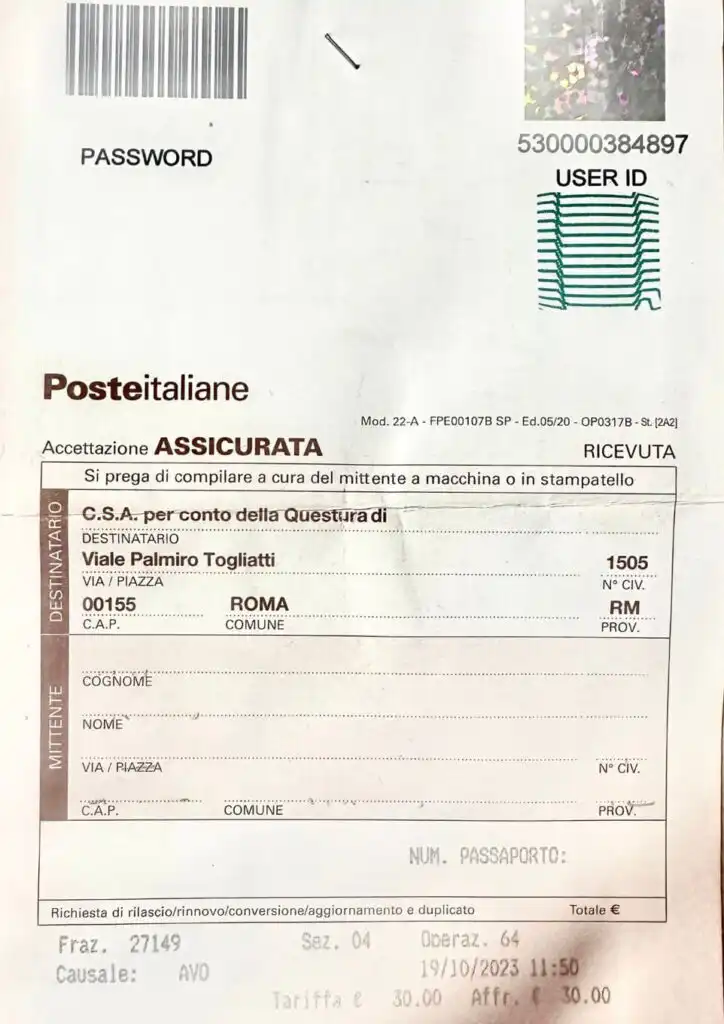 530000384897
PASSWORD
USER ID
Posteitaliane
Mod. 22-A - FPE00107B SP - Ed.05/20 - OP0317B - St. [2A2]
Accettazione ASSICURATA RICEVUTA
Si prega di compilare a cura del mittente a macchina o in stampatello
DESTINATARIO
C.S.A. per conto della Questura di
DESTINATARIO
Viale Palmiro Togliatti 1505
VIA / PIAZZA N° CIV.
00155 ROMA RM
C.A.P. COMUNE PROV.
MITTENTE
COGNOME
NOME
VIA / PIAZZA N° CIV.
C.A.P. COMUNE PROV.
NUM. PASSAPORTO:
Richiesta di rilascio/rinnovo/conversione/aggiornamento e duplicato Totale €
Fraz. 27149 Sez. 04 Operaz. 64
Causale: AVO 19/10/2023 11:50
Tariffa € 30.00 Affr. € 30.00